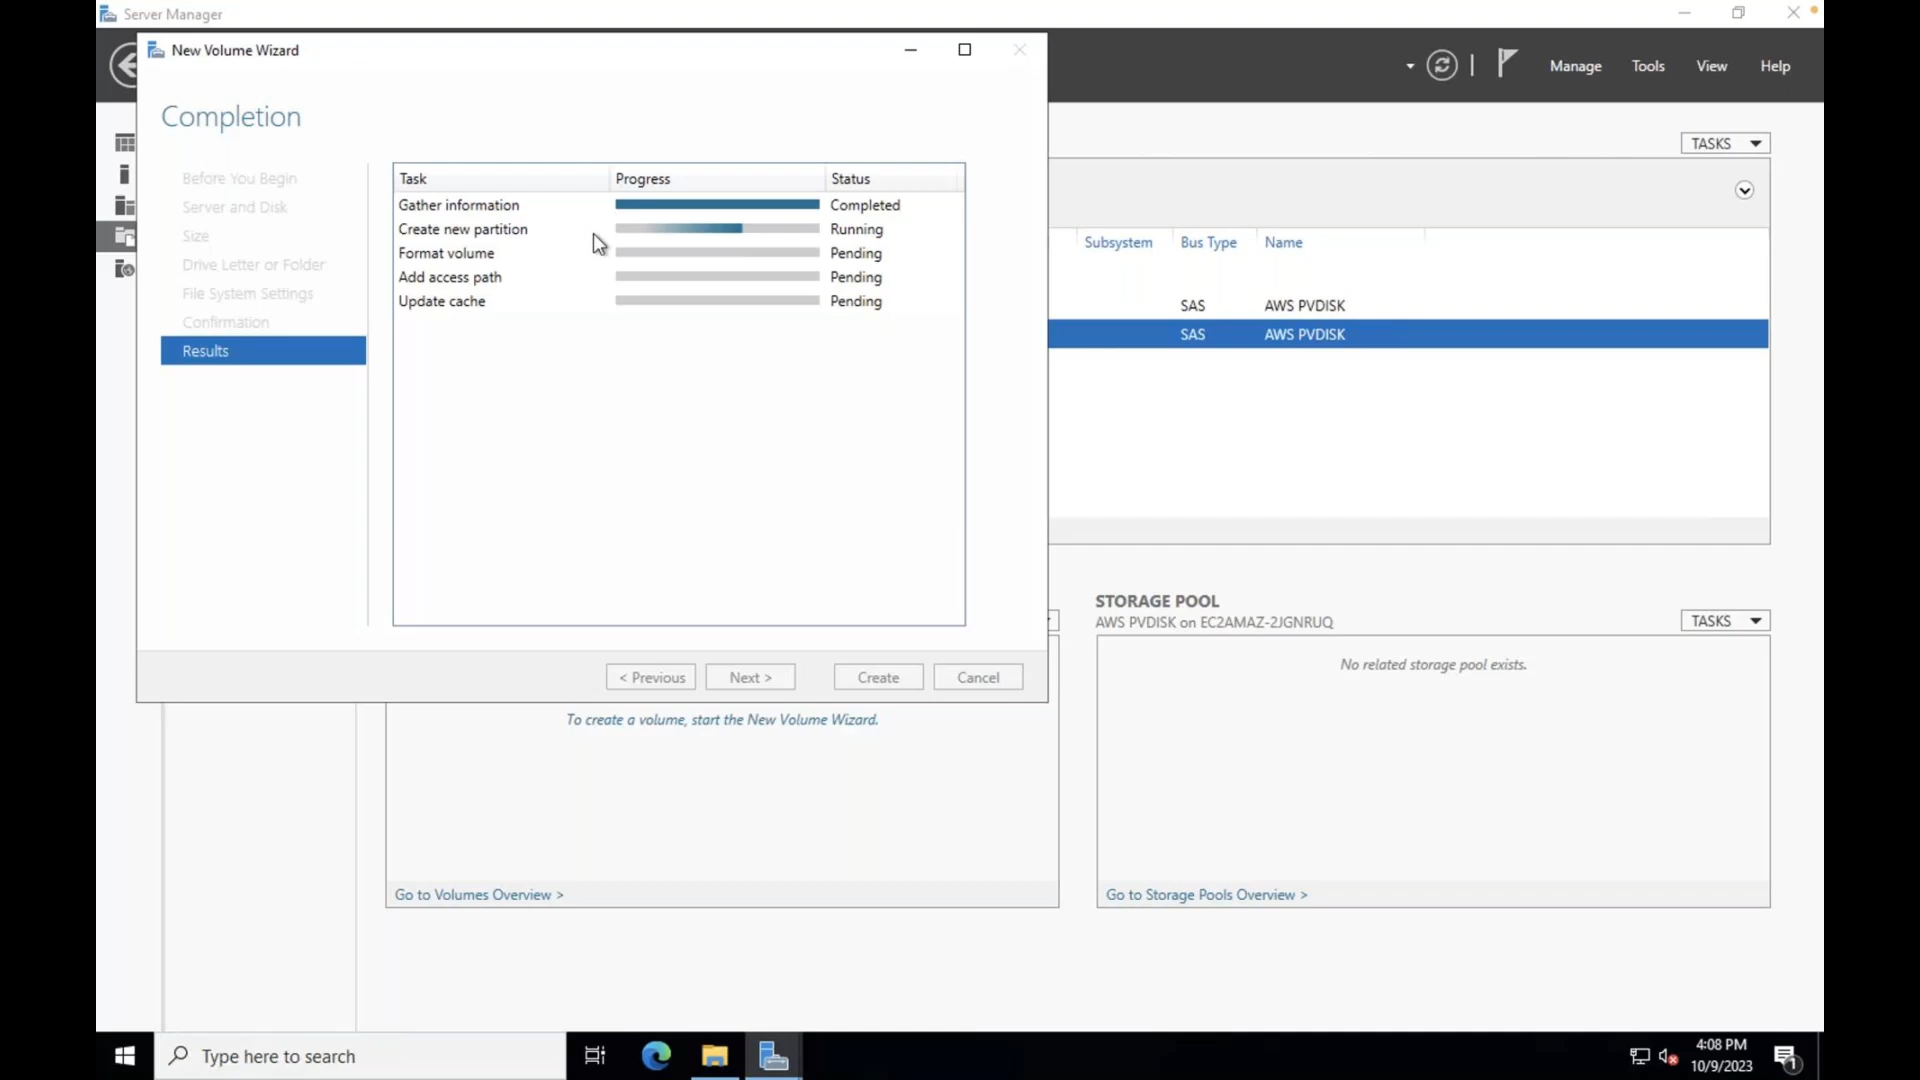 Server Manager
New Volume Wizard
Manage Tools View Help
Completion
TASKS
Before You Begin
Server and Disk
Size
Drive Letter or Folder
File System Settings
Confirmation
Results
Task Progress Status
Gather information Completed
Create new partition Running
Format volume Pending
Add access path Pending
Update cache Pending
Subsystem Bus Type Name
SAS AWS PVDISK
SAS AWS PVDISK
< Previous Next > Create Cancel
STORAGE POOL
AWS PVDISK on EC2AMAZ-2JGNRUQ
TASKS
No related storage pool exists.
To create a volume, start the New Volume Wizard.
Go to Volumes Overview >
Go to Storage Pools Overview >
Type here to search
4:08 PM
10/9/2023
1